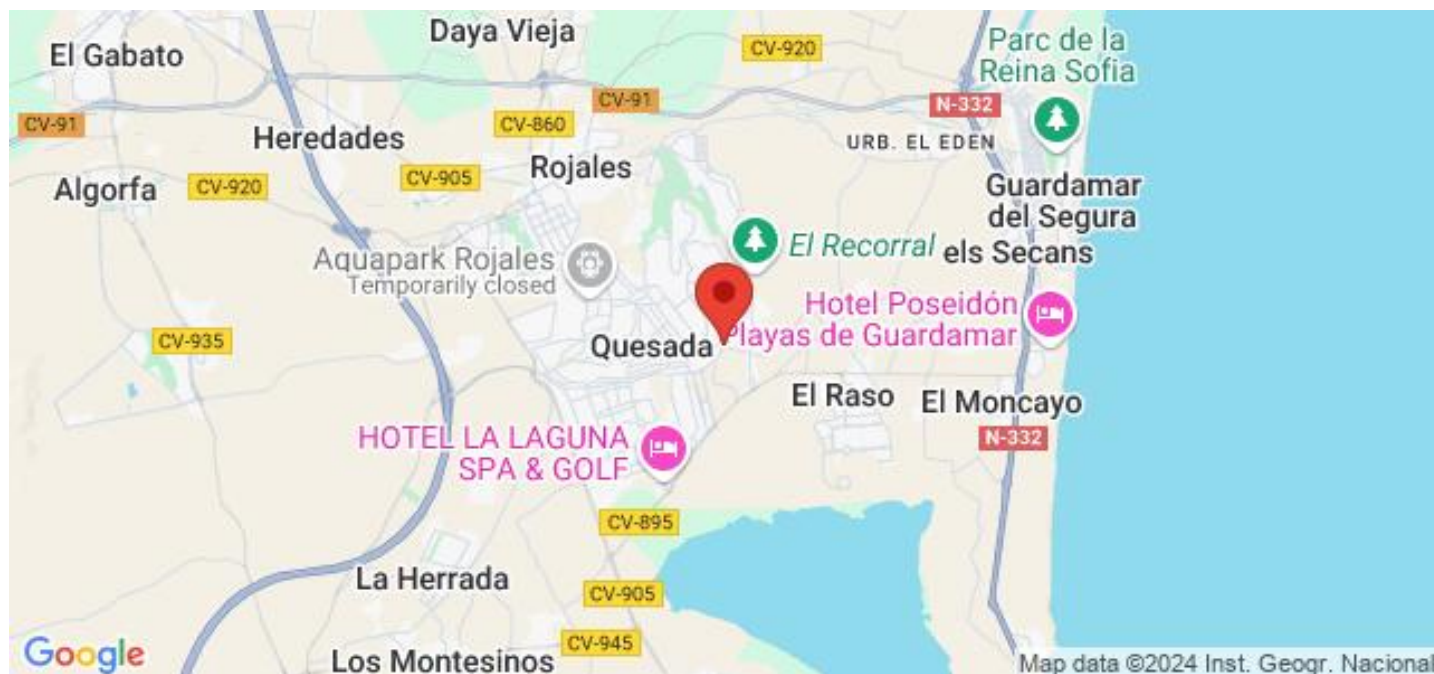 Daya Vieja
El Gabato
CV-920
Parc de la
Reina Sofia
CV-91
N-332
CV-91
CV-860
Heredades
URB. EL EDEN
Rojales
CV-905
Algorfa
CV-920
Guardamar
del Segura
El Recorral
els Secans
Aquapark Rojales
Temporarily closed
Hotel Poseidón
Playas de Guardamar
CV-935
Quesada
El Raso
El Moncayo
HOTEL LA LAGUNA
SPA & GOLF
N-332
CV-895
La Herrada
CV-905
CV-945
Google
Los Montesinos
Map data ©2024 Inst. Geogr. Nacional